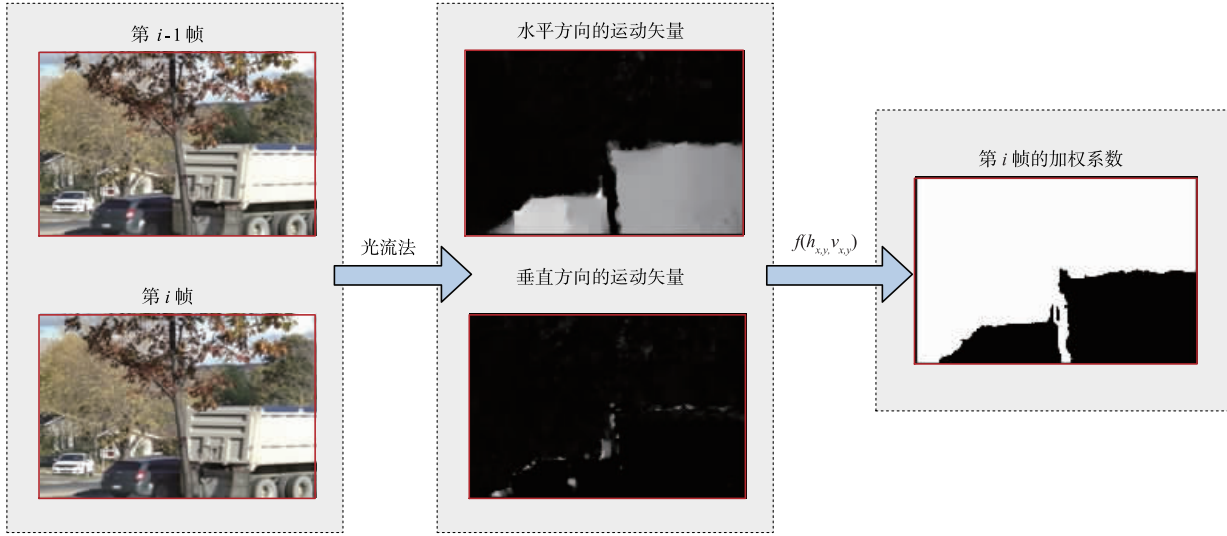 第 i-1 帧
第 i 帧
光流法
水平方向的运动矢量
垂直方向的运动矢量
f(hx,y,vx,y)
第 i 帧的加权系数